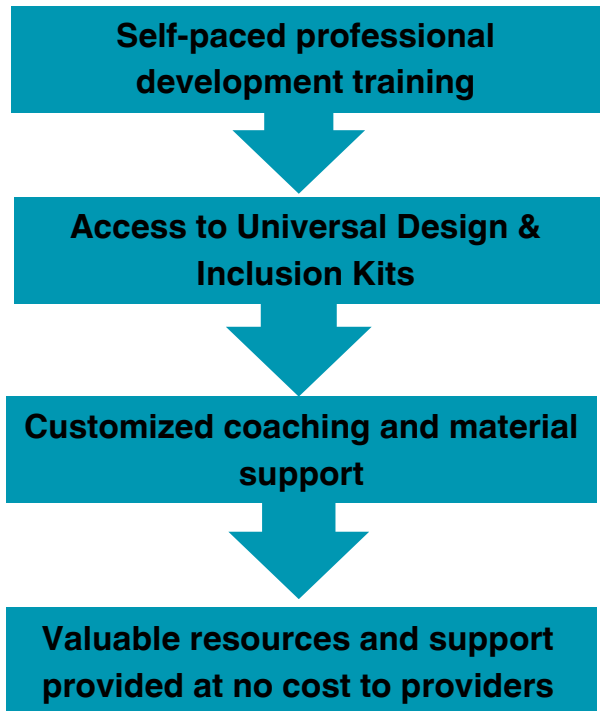 Self-paced professional
development training
Access to Universal Design &
Inclusion Kits
Customized coaching and material
support
Valuable resources and support
provided at no cost to providers